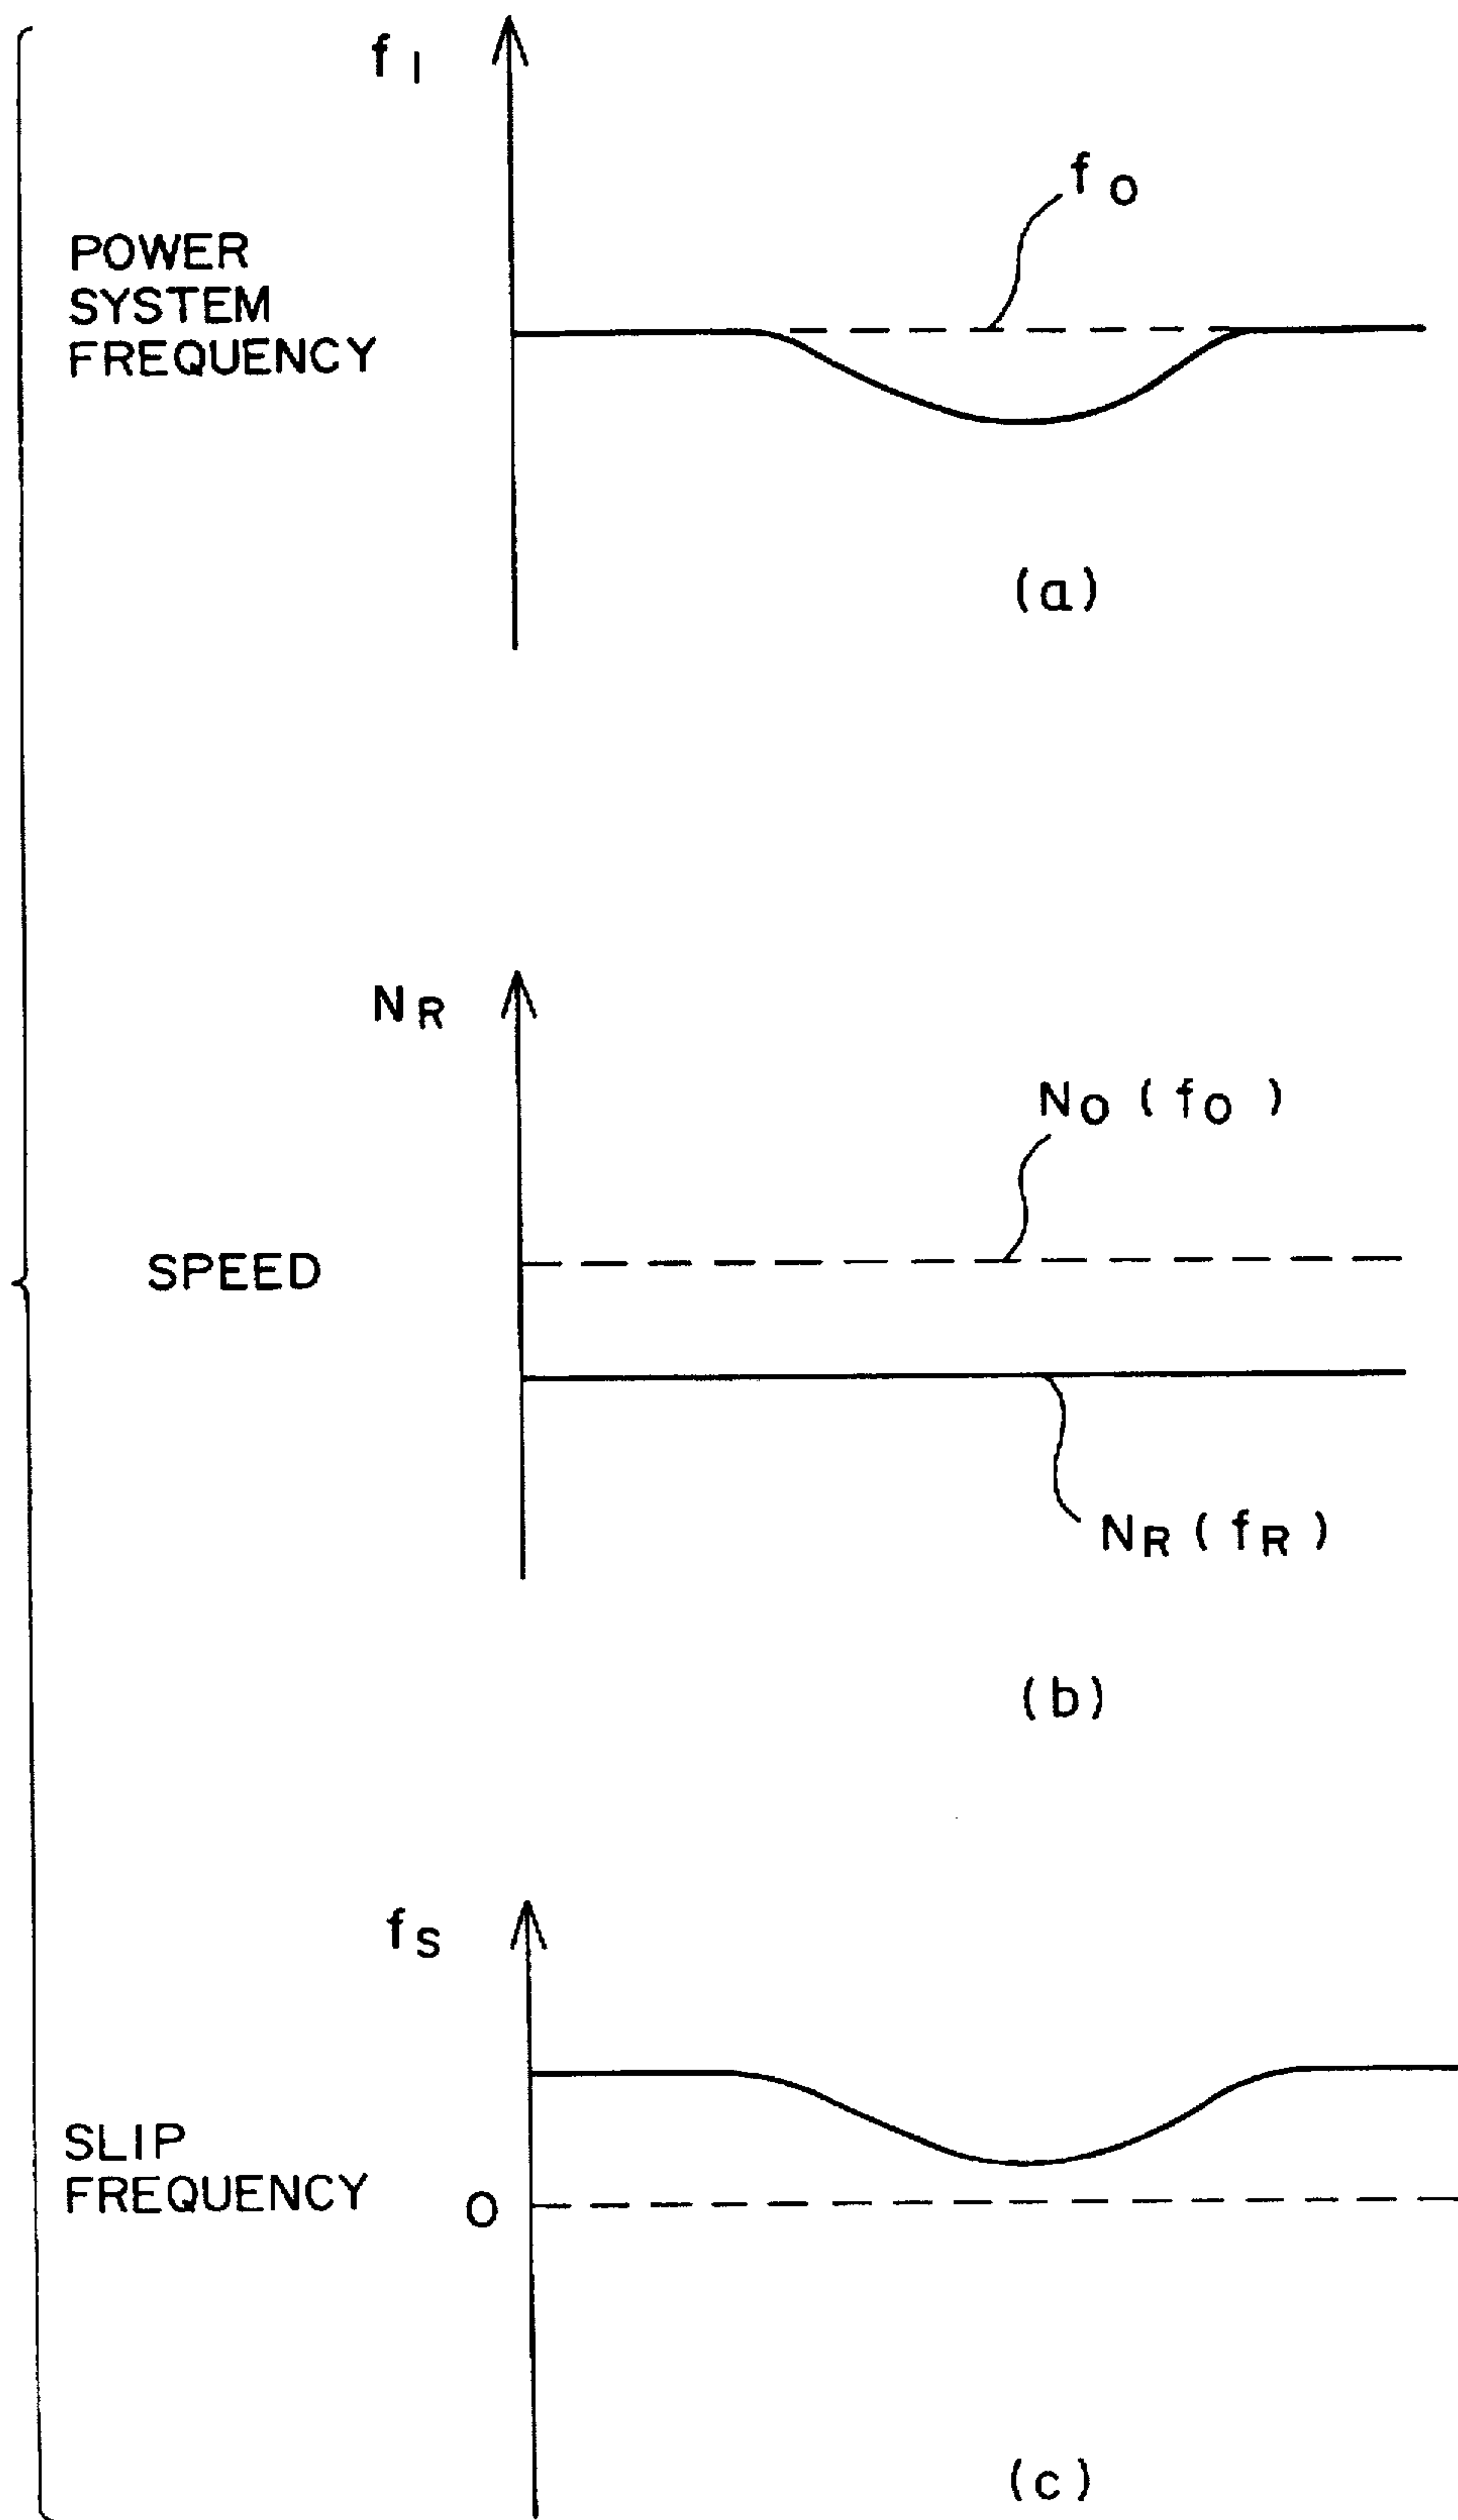 f1
fO
POWER
SYSTEM
FREQUENCY
(a)
NR
NO (fO)
SPEED
NR (fR)
(b)
fS
SLIP
FREQUENCY
O
(c)